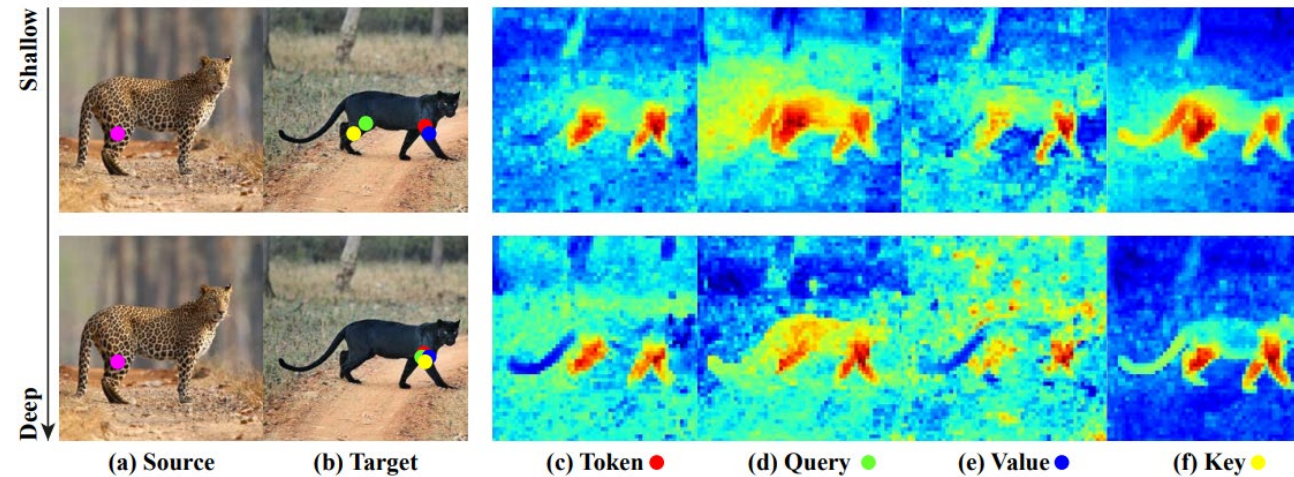 Shallow
Deep
(a) Source
(b) Target
(c) Token
(d) Query
(e) Value
(f) Key